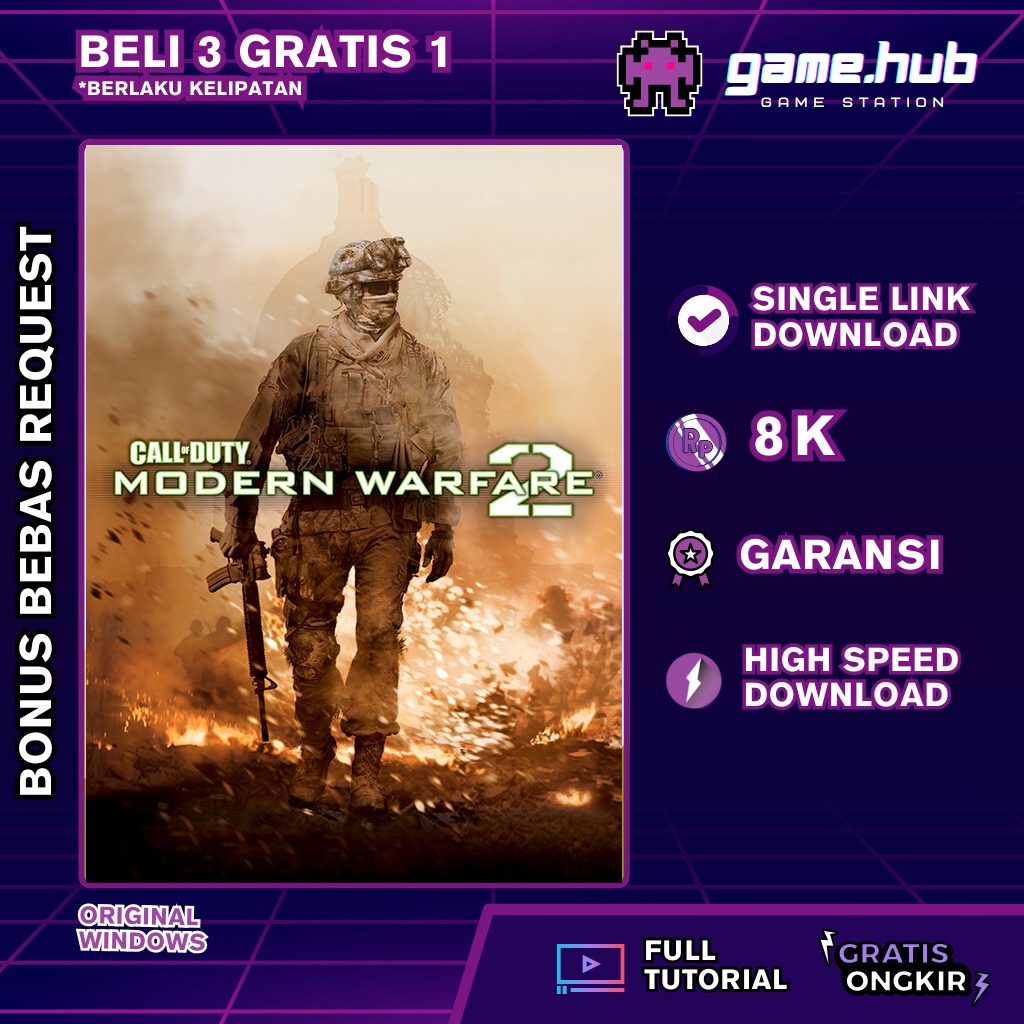 BELI 3 GRATIS 1
*BERLAKU KELIPATAN
game.hub
GAME STATION
BONUS BEBAS REQUEST
CALL OF DUTY
MODERN WARFARE 2
SINGLE LINK
DOWNLOAD
Rp
8K
GARANSI
HIGH SPEED
DOWNLOAD
ORIGINAL
WINDOWS
FULL
TUTORIAL
GRATIS
ONGKIR